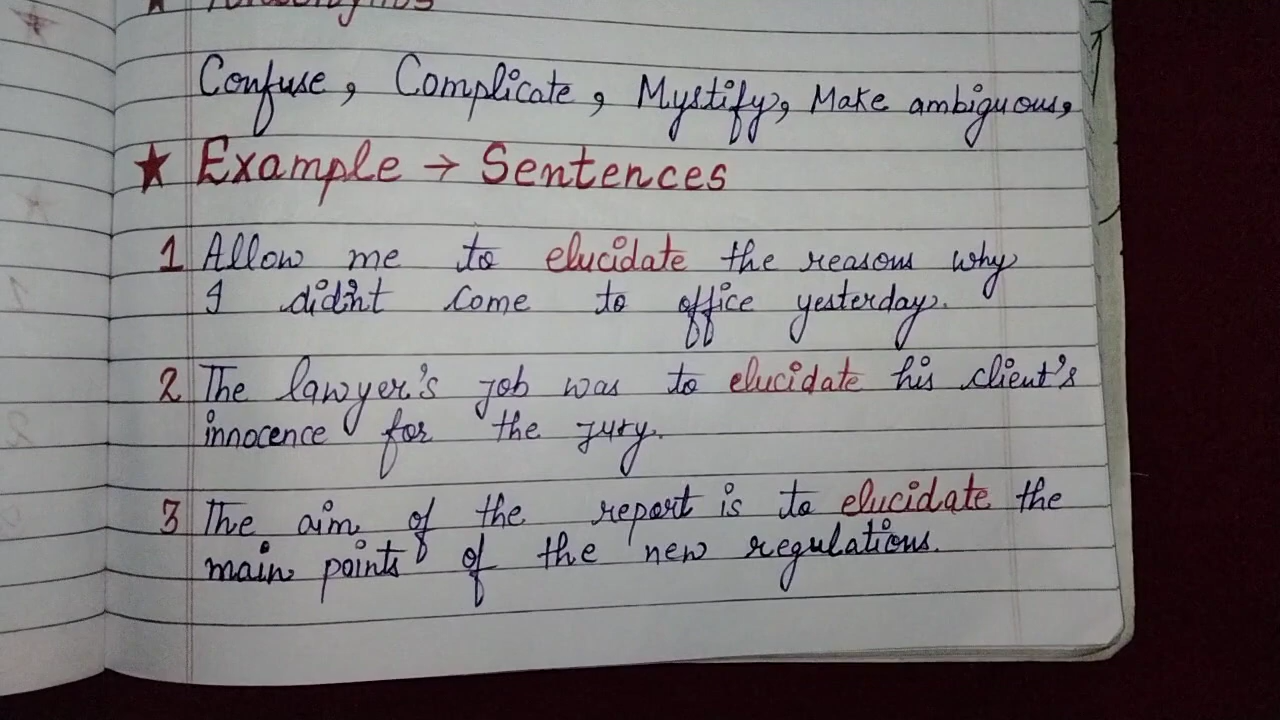 Confuse, Complicate, Mystify, Make ambiguous,
★ Example → Sentences
1 Allow me to elucidate the reasons why
I didn't come to office yesterday.
2 The lawyer's job was to elucidate his client's
innocence for the jury.
3 The aim of the report is to elucidate the
main points of the new regulations.